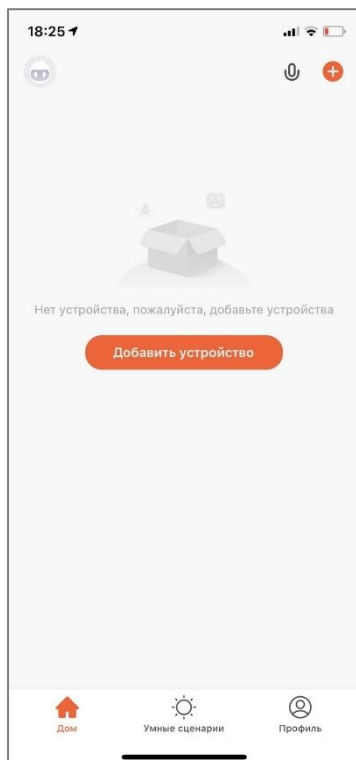 18:25
Нет устройства, пожалуйста, добавьте устройства
Добавить устройство
Дом
Умные сценарии
Профиль